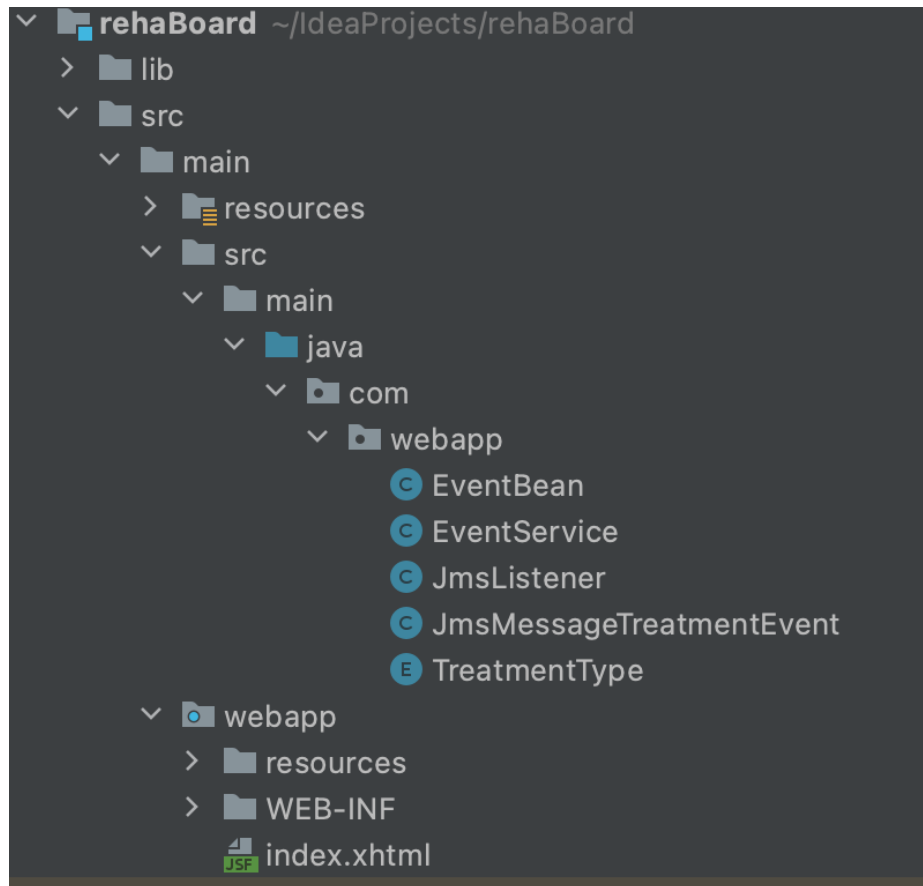 rehaBoard ~/IdeaProjects/rehaBoard
lib
src
main
resources
src
main
java
com
webapp
C EventBean
C EventService
C JmsListener
C JmsMessageTreatmentEvent
E TreatmentType
webapp
resources
WEB-INF
JSF index.xhtml